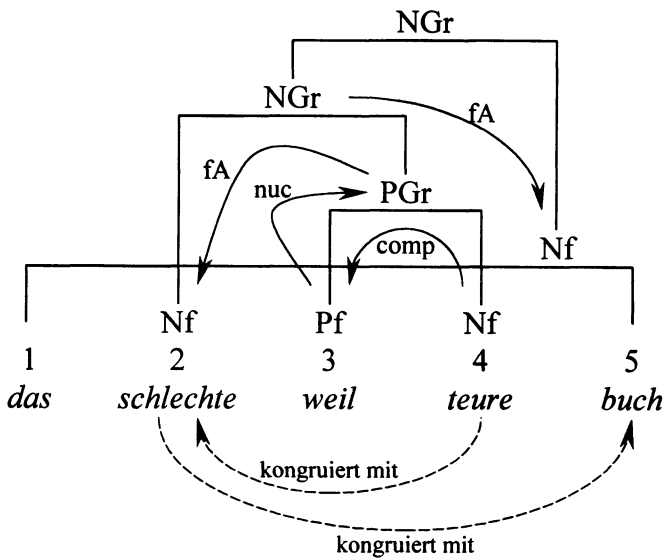 NGr
NGr
fA
fA
nuc
PGr
comp
Nf
Nf Pf Nf
1 2 3 4 5
das schlechte weil teure buch
kongruiert mit
kongruiert mit